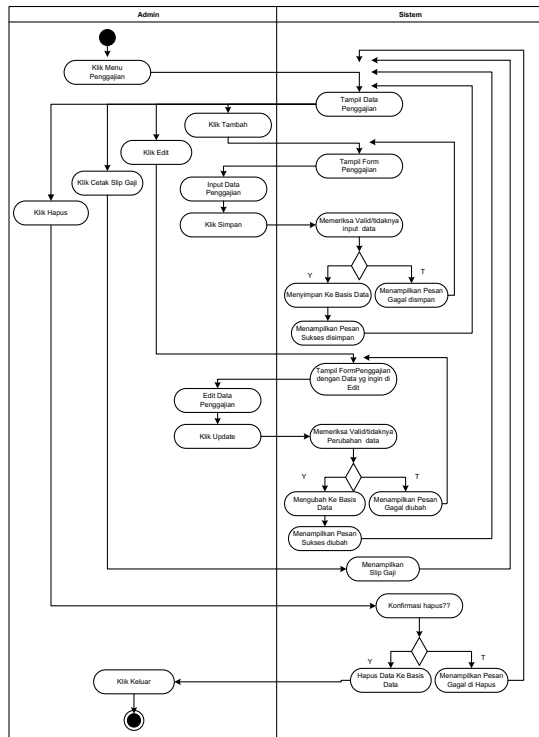 Admin
Sistem
Klik Menu
Penggajian
Tampil Data
Penggajian
Klik Tambah
Klik Edit
Tampil Form
Penggajian
Klik Cetak Slip Gaji
Input Data
Penggajian
Klik Hapus
Klik Simpan
Memeriksa Valid/tidaknya
input data
Y
T
Menyimpan Ke Basis Data
Menampilkan Pesan
Gagal dismpan
Menampilkan Pesan
Sukses disimpan
Tampil FormPenggajian
dengan Data yg ingin di
Edit
Edit Data
Penggajian
Klik Update
Memeriksa Valid/tidaknya
Perubahan data
Y
T
Mengubah Ke Basis
Data
Menampilkan Pesan
Gagal diubah
Menampilkan Pesan
Sukses diubah
Menampilkan
Slip Gaji
Konfirmasi hapus??
Y
T
Hapus Data Ke Basis
Data
Menampilkan Pesan
Gagal di Hapus
Klik Keluar